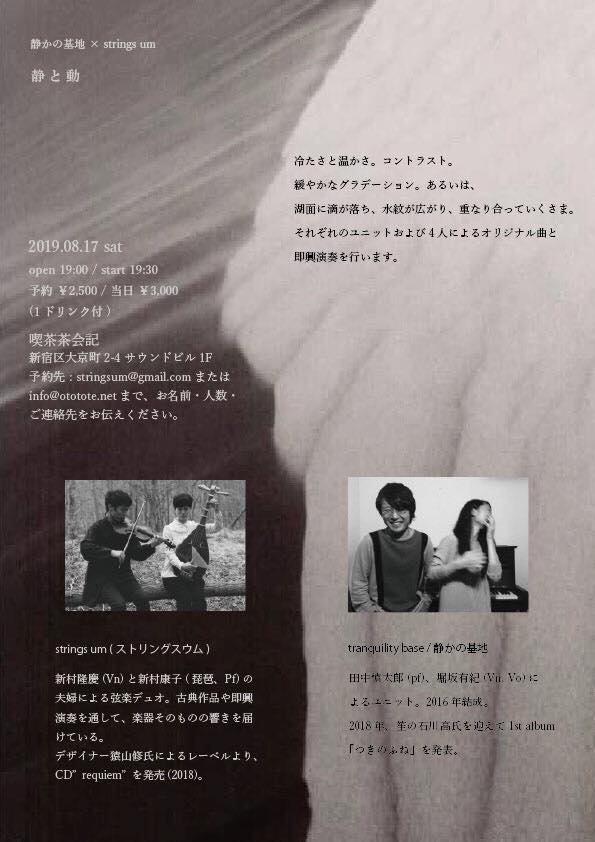 静かの基地 × strings um
静と動
冷たさと温かさ。コントラスト。
緩やかなグラデーション。あるいは、
湖面に滴が落ち、水紋が広がり、重なり合っていくさま。
それぞれのユニットおよび4人によるオリジナル曲と
即興演奏を行います。
2019.08.17 sat
open 19:00 / start 19:30
予約 ¥2,500 / 当日 ¥3,000
(1 ドリンク付 )
喫茶茶会記
新宿区大京町 2-4 サウンドビル 1F
予約先 : stringsum@gmail.com または
info@ototote.net まで、お名前・人数・
ご連絡先をお伝えください。
strings um ( ストリングスウム )
新村隆慶 (Vn) と新村康子 ( 琵琶、Pf) の
夫婦による弦楽デュオ。古典作品や即興
演奏を通して、楽器そのものの響きを届
けている。
デザイナー猿山修氏によるレーベルより、
CD” requiem” を発売 (2018)。
tranquility base / 静かの基地
田中慎太郎 (pf)、堀坂有紀 (Vn, Vo) に
よるユニット。2016 年結成。
2018 年、笙の石川高氏を迎えて 1st album
「つきのふね」を発表。